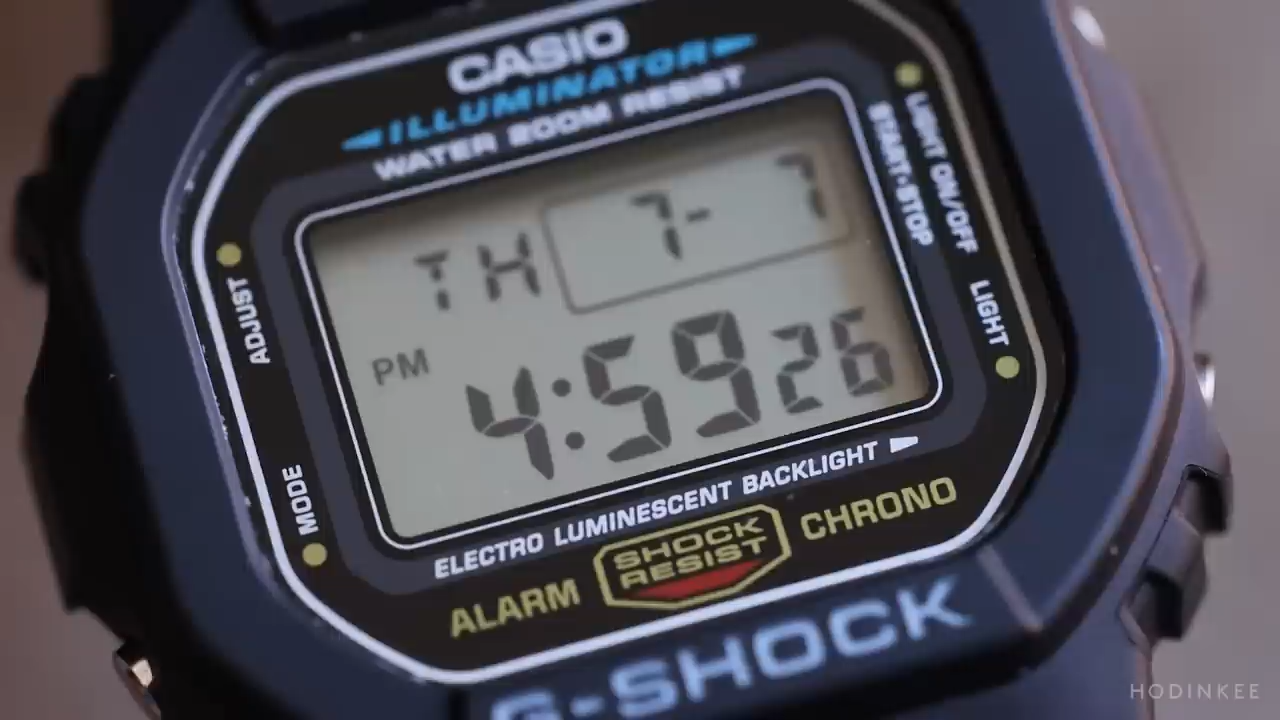 CASIO
ILLUMINATOR
WATER 200M RESIST
LIGHT ON/OFF
START•STOP
LIGHT
ADJUST
MODE
TH 7- 7
PM 4:59 26
ELECTRO LUMINESCENT BACKLIGHT
ALARM
SHOCK
RESIST
CHRONO
G-SHOCK
HODINKEE